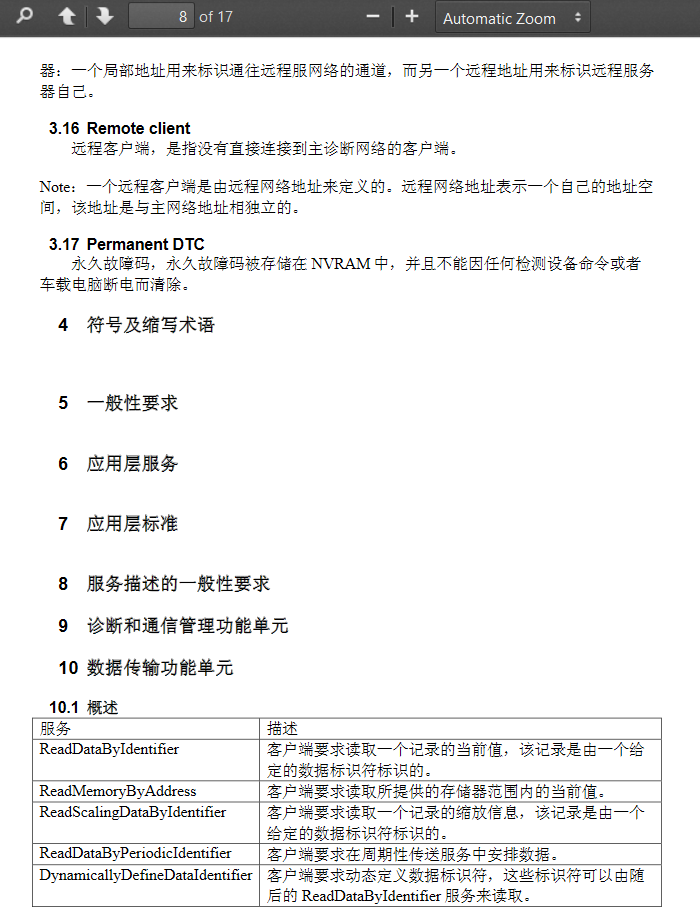 8 of 17
Automatic Zoom
器：一个局部地址用来标识通往远程服网络的通道，而另一个远程地址用来标识远程服务
器自己。
3.16 Remote client
远程客户端，是指没有直接连接到主诊断网络的客户端。
Note：一个远程客户端是由远程网络地址来定义的。远程网络地址表示一个自己的地址空
间，该地址是与主网络地址相独立的。
3.17 Permanent DTC
永久故障码，永久故障码被存储在 NVRAM 中，并且不能因任何检测设备命令或者
车载电脑断电而清除。
4 符号及缩写术语
5 一般性要求
6 应用层服务
7 应用层标准
8 服务描述的一般性要求
9 诊断和通信管理功能单元
10 数据传输功能单元
10.1 概述
服务 描述
ReadDataByIdentifier 客户端要求读取一个记录的当前值，该记录是由一个给
定的数据标识符标识的。
ReadMemoryByAddress 客户端要求读取所提供的存储器范围内的当前值。
ReadScalingDataByIdentifier 客户端要求读取一个记录的缩放信息，该记录是由一个
给定的数据标识符标识的。
ReadDataByPeriodicIdentifier 客户端要求在周期性传送服务中安排数据。
DynamicallyDefineDataIdentifier 客户端要求动态定义数据标识符，这些标识符可以由随
后的 ReadDataByIdentifier 服务来读取。